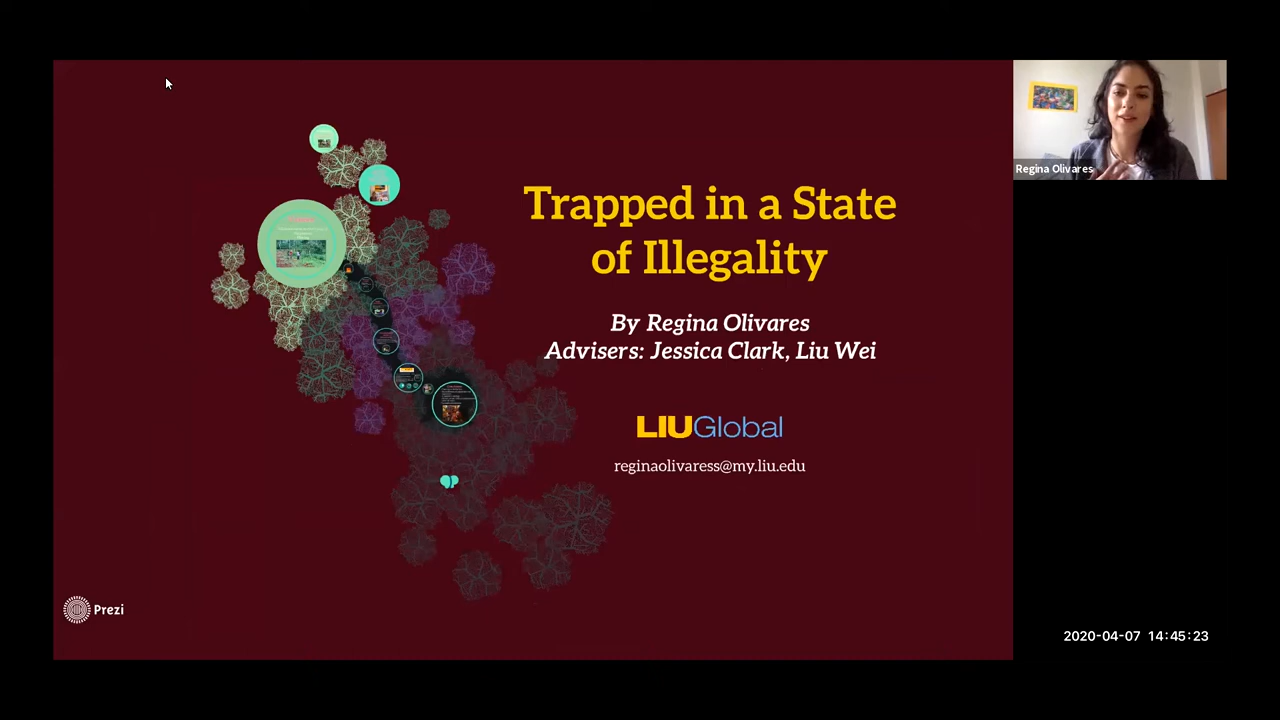 Trapped in a State
of Illegality
By Regina Olivares
Advisers: Jessica Clark, Liu Wei
LIUGlobal
reginaolivaress@my.liu.edu
Prezi
Regina Olivares
2020-04-07 14:45:23